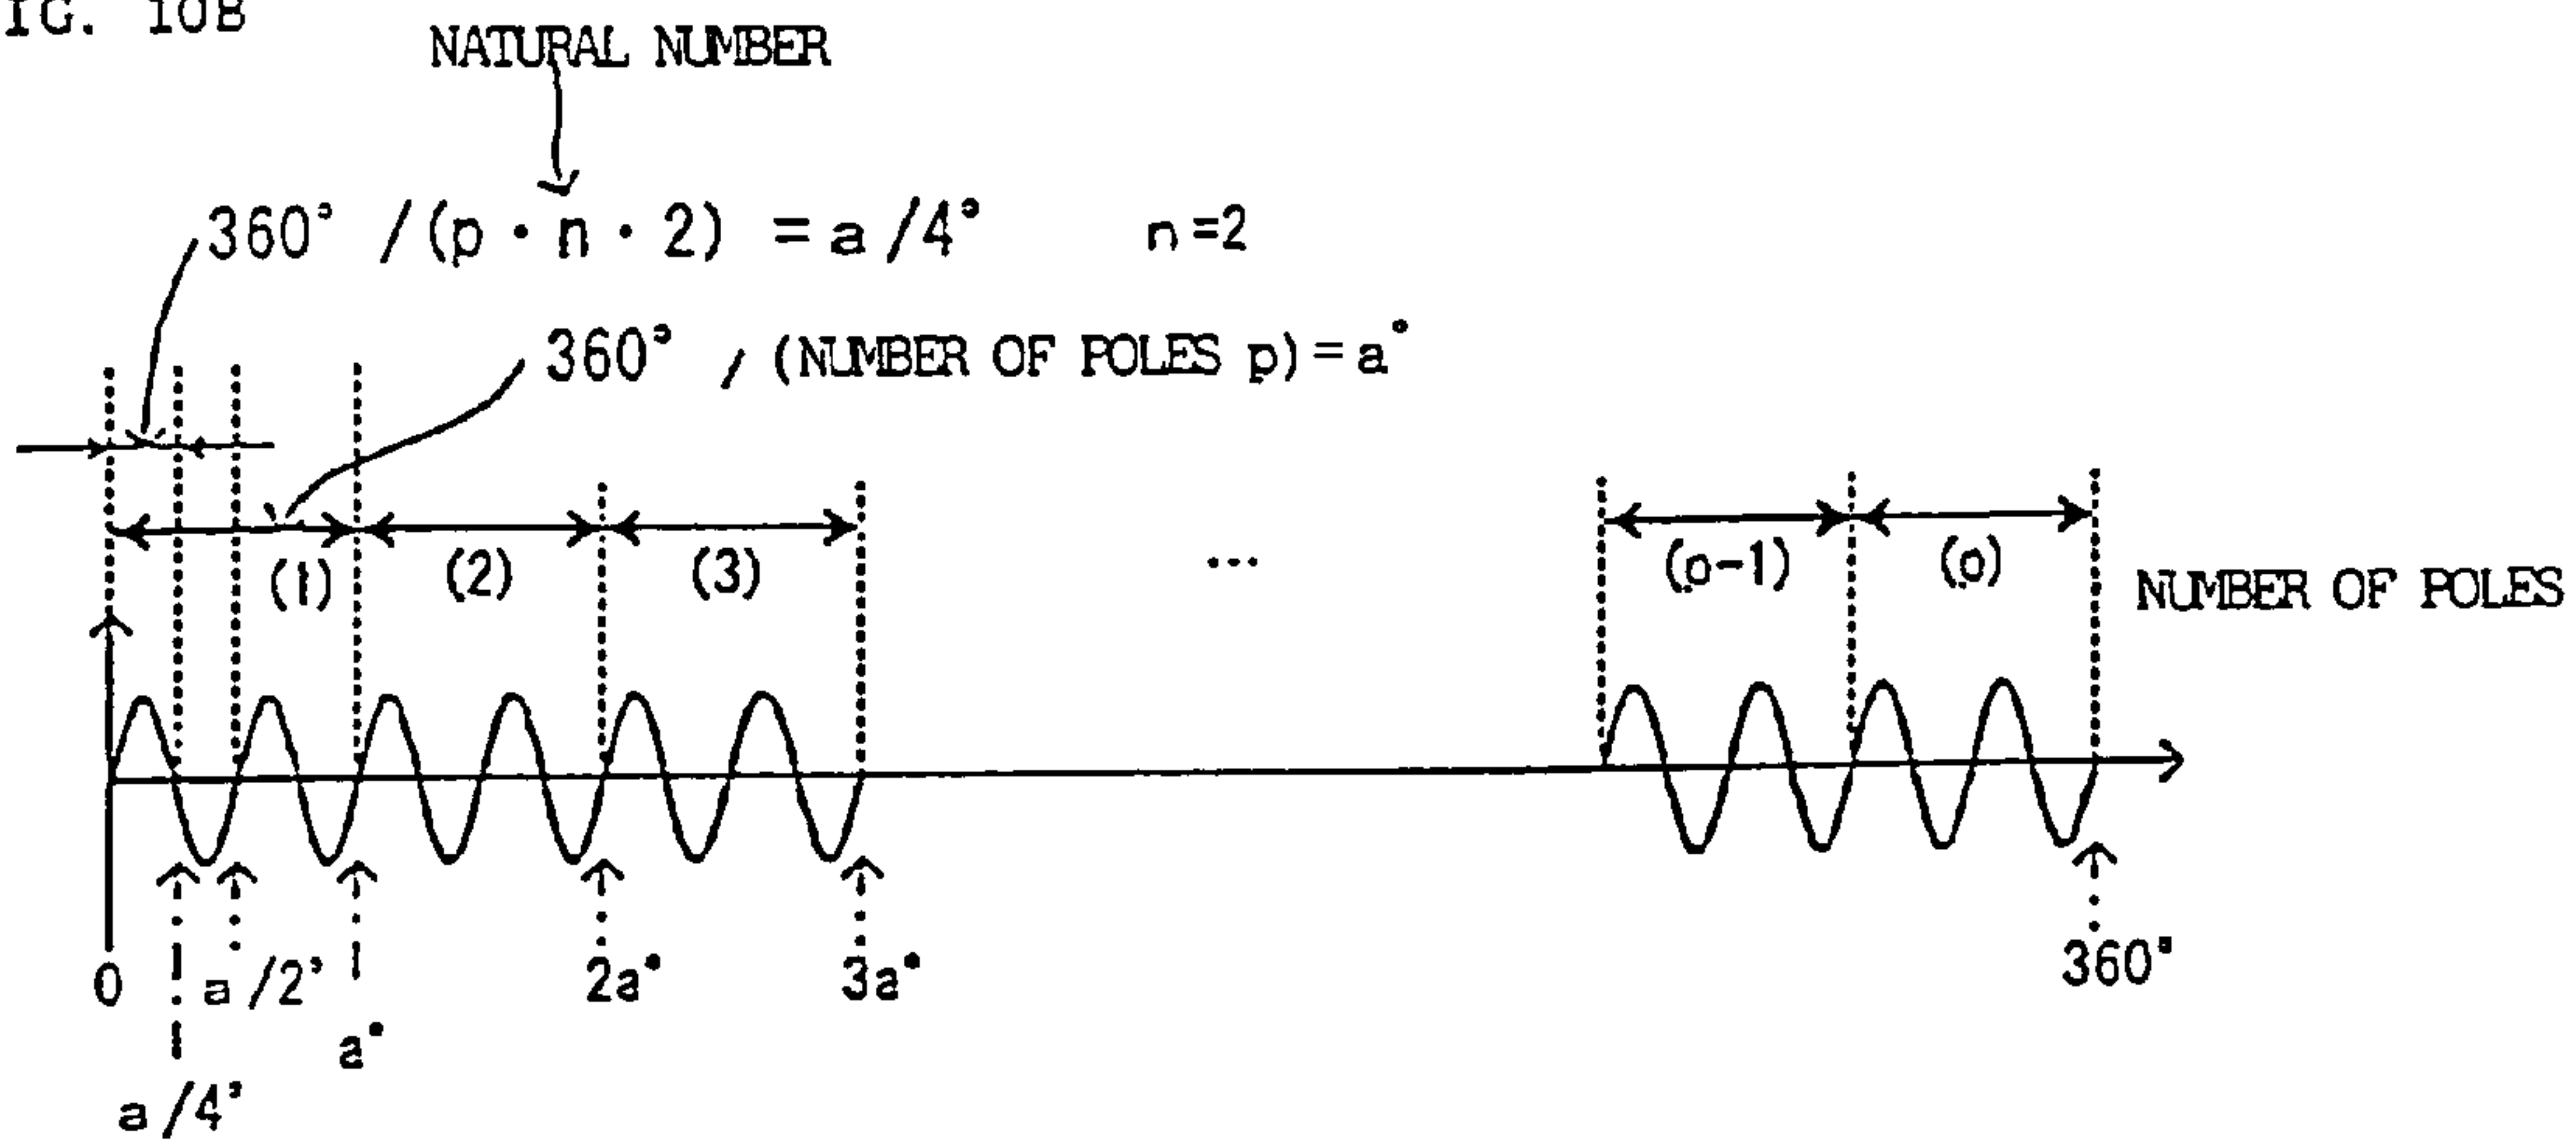 IG. 10B
NATURAL NUMBER
360° /(p · n · 2) = a /4° n=2
360° / (NUMBER OF POLES p) = a°
(1) (2) (3) ... (p-1) (p) NUMBER OF POLES
0 a/2° 2a° 3a° 360°
a°
a/4°